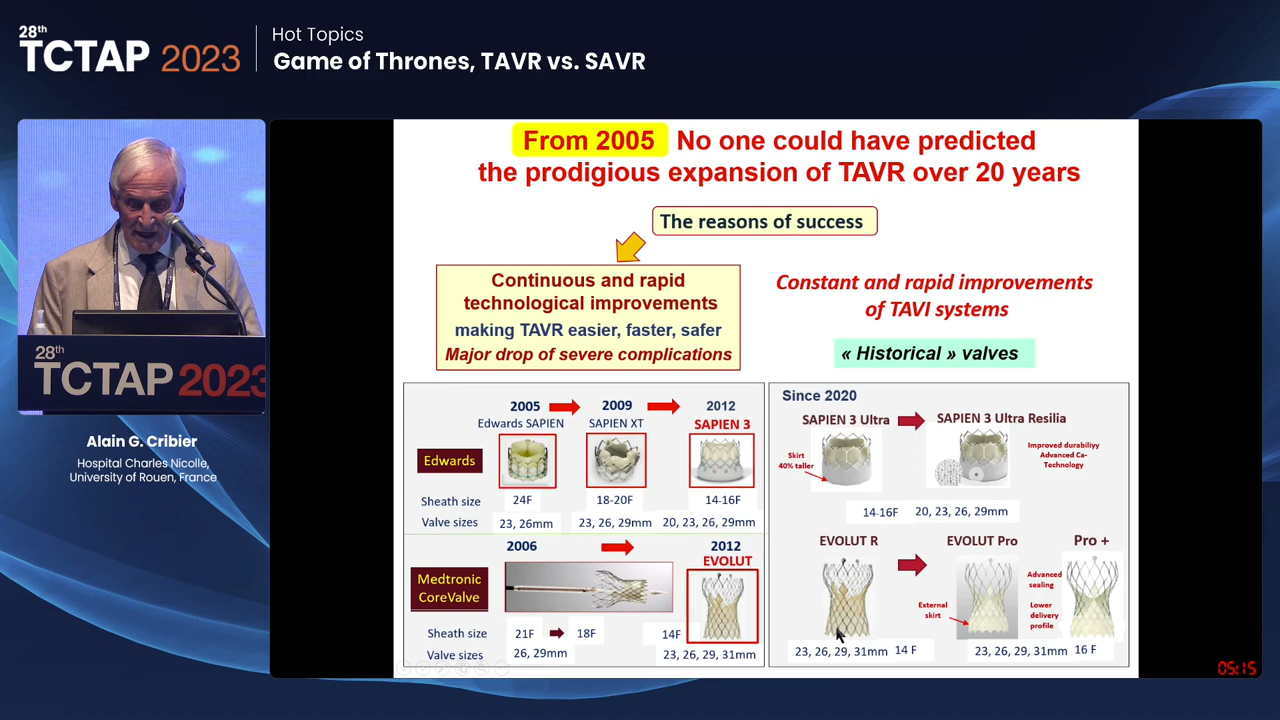 28th
TCTAP 2023
Hot Topics
Game of Thrones, TAVR vs. SAVR
28th
TCTAP 2023
Alain G. Cribier
Hospital Charles Nicolle,
University of Rouen, France
From 2005 No one could have predicted
the prodigious expansion of TAVR over 20 years
The reasons of success
Continuous and rapid
technological improvements
making TAVR easier, faster, safer
Major drop of severe complications
Constant and rapid improvements
of TAVI systems
« Historical » valves
2005 2009 2012
Edwards SAPIEN SAPIEN XT SAPIEN 3
Edwards
Sheath size 24F 18-20F 14-16F
Valve sizes 23, 26mm 23, 26, 29mm 20, 23, 26, 29mm
2006 2012
EVOLUT
Medtronic
CoreValve
Sheath size 21F 18F 14F
Valve sizes 26, 29mm 23, 26, 29, 31mm
Since 2020
SAPIEN 3 Ultra SAPIEN 3 Ultra Resilia
Skirt
40% taller
Improved durabiliyy
Advanced Ca-
Technology
14-16F 20, 23, 26, 29mm
EVOLUT R EVOLUT Pro Pro +
External
skirt
Advanced
sealing
Lower
delivery
profile
23, 26, 29, 31mm 14 F 23, 26, 29, 31mm 16 F
05:15